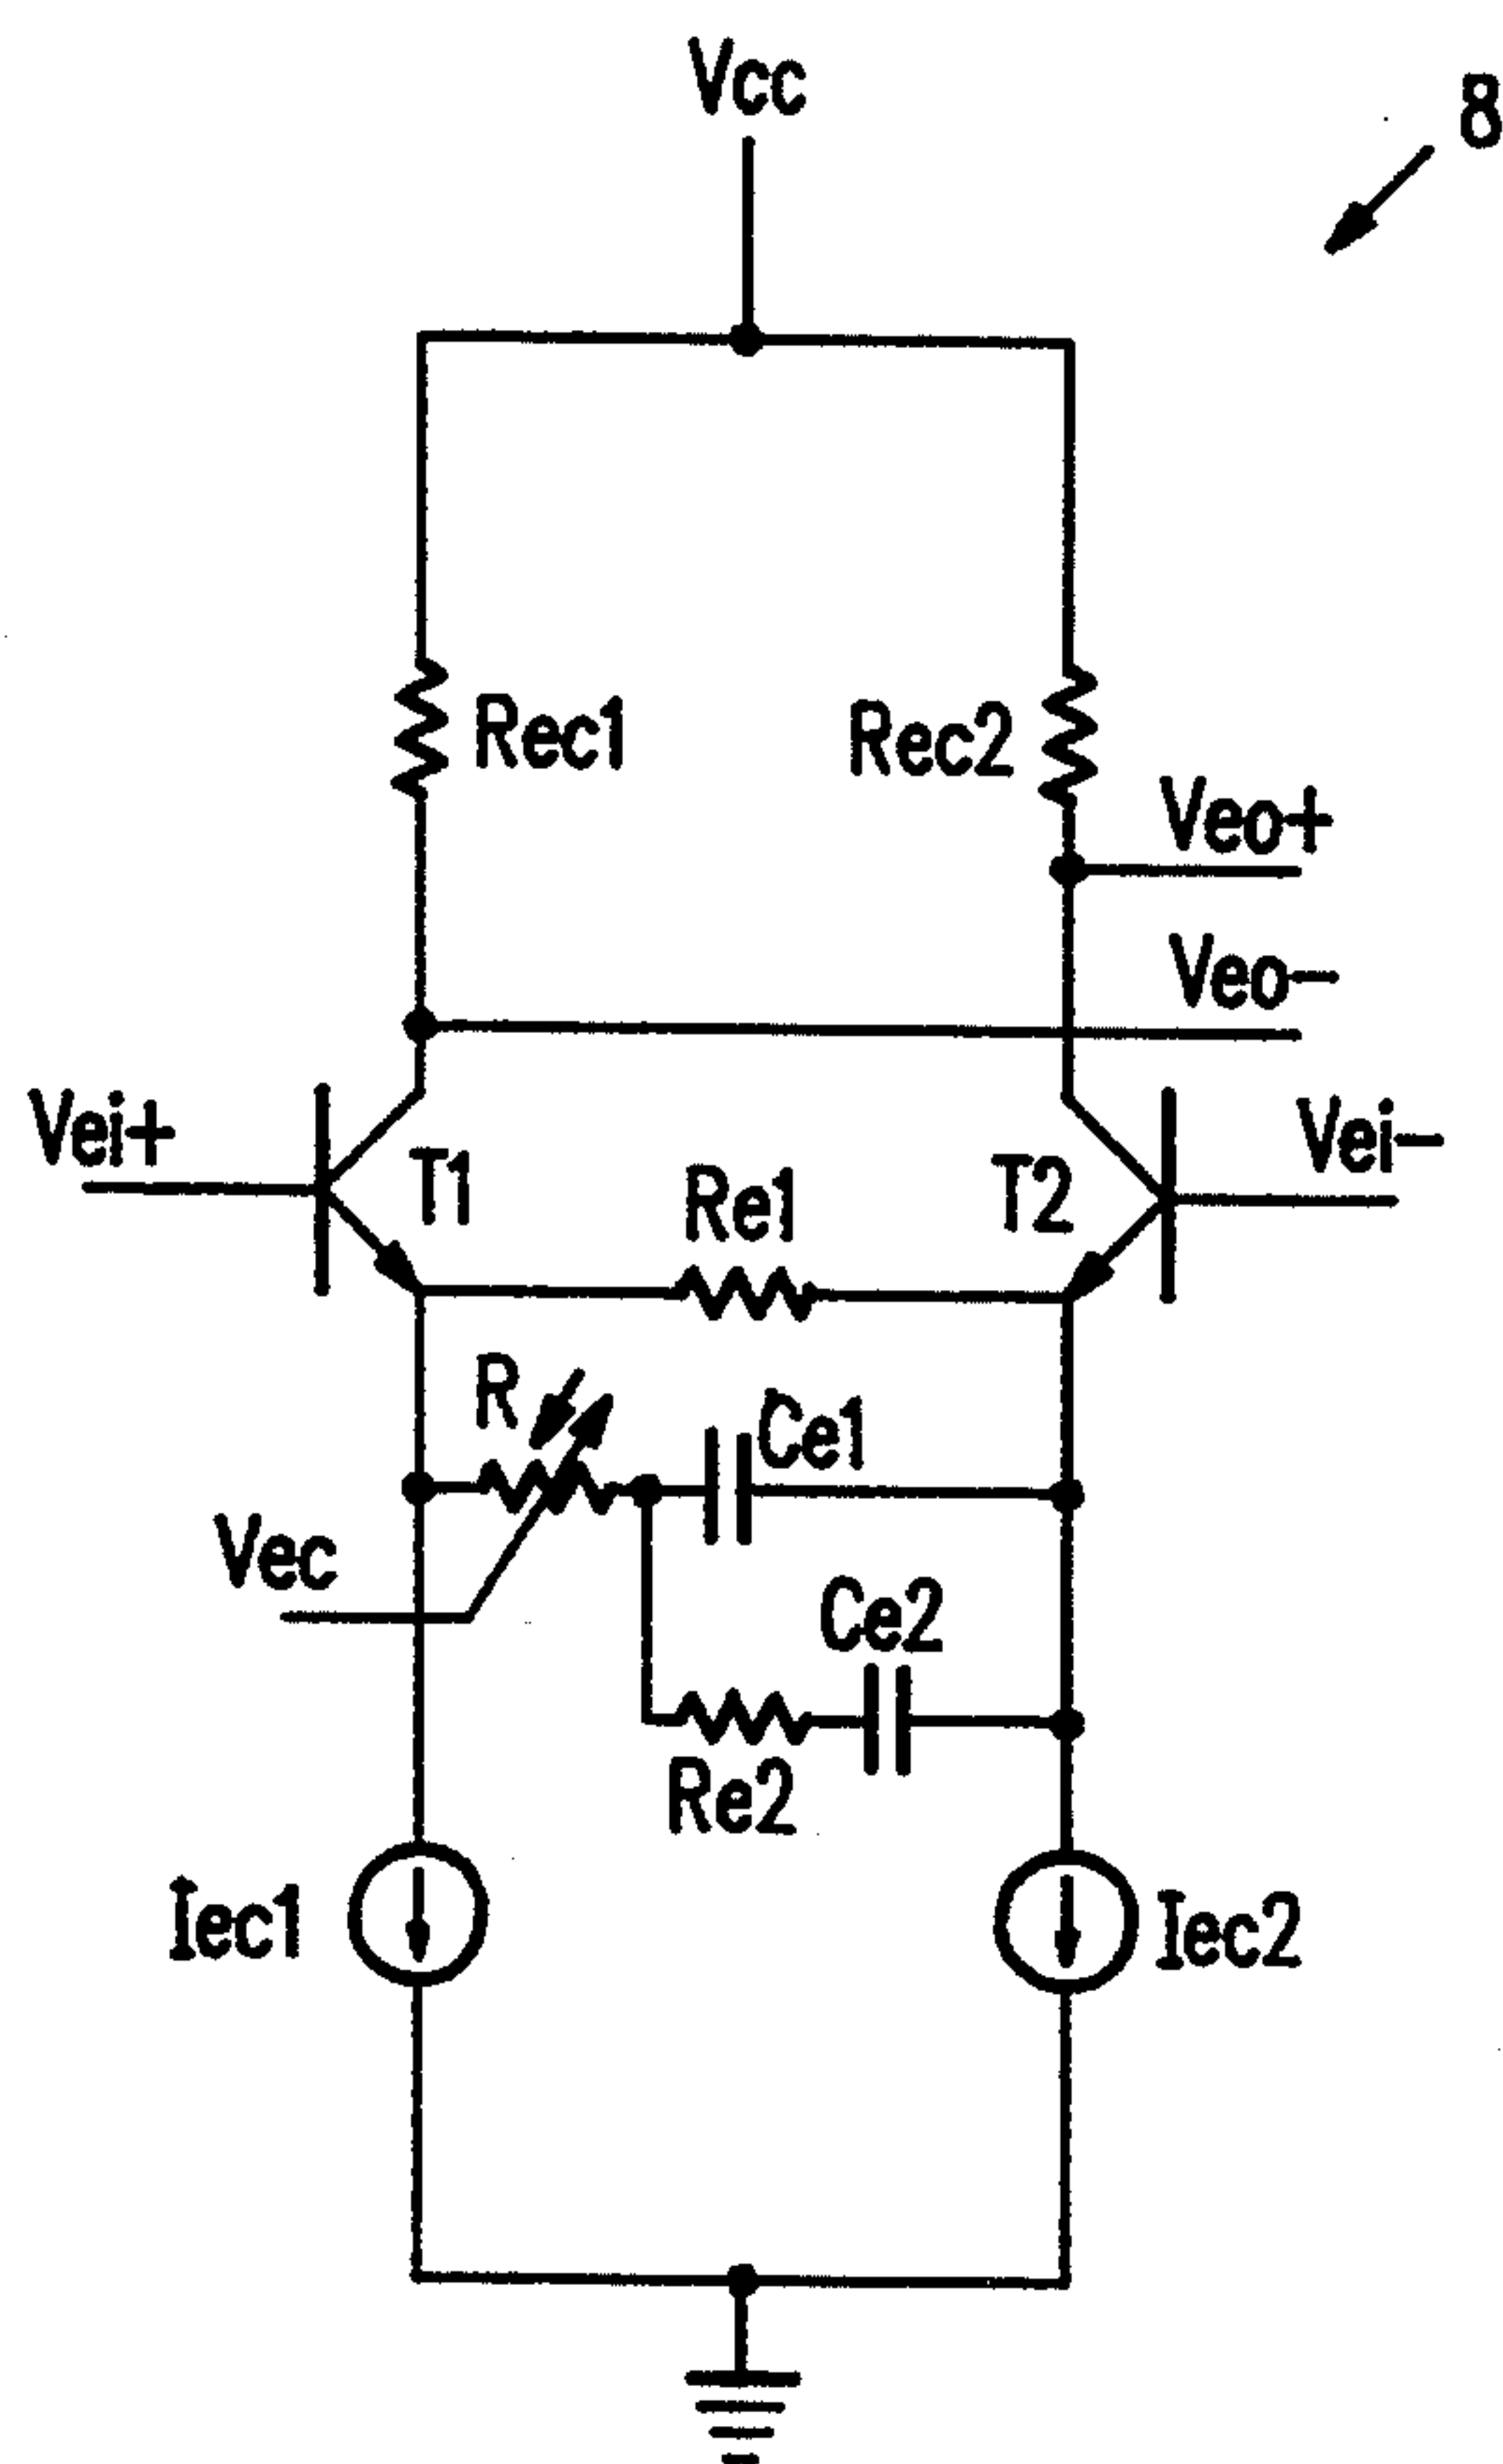 Vcc
8
Rec1
Rec2
Veo+
Veo-
Vei+
T1
Re1
T2
Vei-
R
Ce1
Vec
Ce2
Re2
Iec1
Iec2